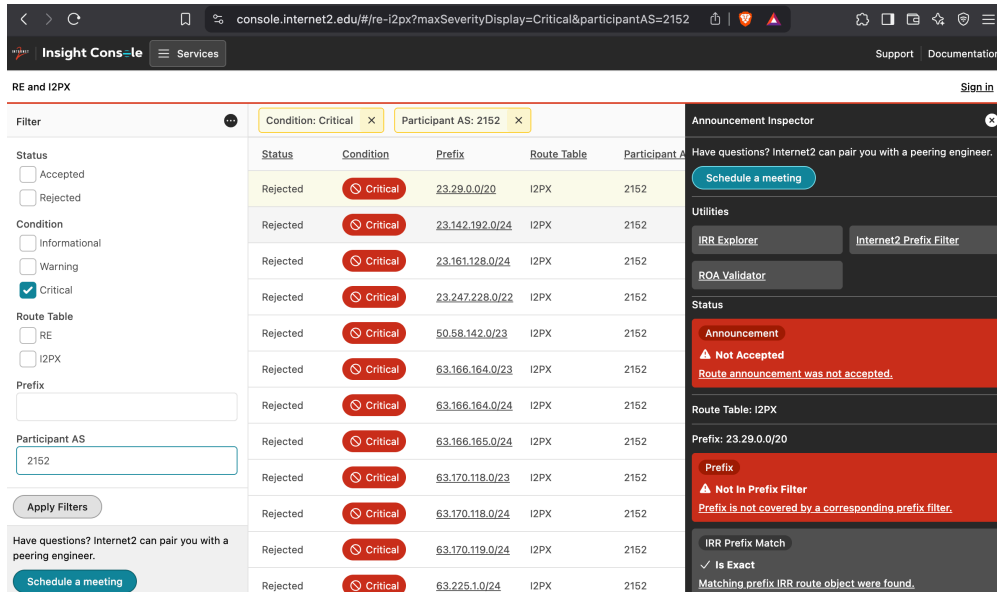 console.internet2.edu/#/re-i2px?maxSeverityDisplay=Critical&participantAS=2152
INTERNET
Insight Console
Services
Support
Documentation
RE and I2PX
Sign in
Filter
Status
Accepted
Rejected
Condition
Informational
Warning
Critical
Route Table
RE
I2PX
Prefix
Participant AS
2152
Apply Filters
Have questions? Internet2 can pair you with a
peering engineer.
Schedule a meeting
Condition: Critical
Participant AS: 2152
Status Condition Prefix Route Table Participant A
Rejected Critical 23.29.0.0/20 I2PX 2152
Rejected Critical 23.142.192.0/24 I2PX 2152
Rejected Critical 23.161.128.0/24 I2PX 2152
Rejected Critical 23.247.228.0/22 I2PX 2152
Rejected Critical 50.58.142.0/23 I2PX 2152
Rejected Critical 63.166.164.0/23 I2PX 2152
Rejected Critical 63.166.164.0/24 I2PX 2152
Rejected Critical 63.166.165.0/24 I2PX 2152
Rejected Critical 63.170.118.0/23 I2PX 2152
Rejected Critical 63.170.118.0/24 I2PX 2152
Rejected Critical 63.170.119.0/24 I2PX 2152
Rejected Critical 63.225.1.0/24 I2PX 2152
Announcement Inspector
Have questions? Internet2 can pair you with a peering engineer.
Schedule a meeting
Utilities
IRR Explorer
Internet2 Prefix Filter
ROA Validator
Status
Announcement
Not Accepted
Route announcement was not accepted.
Route Table: I2PX
Prefix: 23.29.0.0/20
Prefix
Not In Prefix Filter
Prefix is not covered by a corresponding prefix filter.
IRR Prefix Match
Is Exact
Matching prefix IRR route object were found.